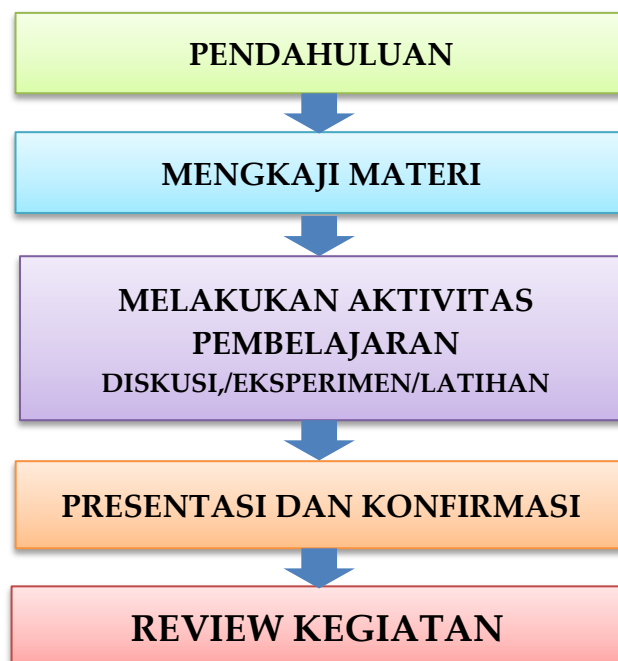 PENDAHULUAN
MENGKAJI MATERI
MELAKUKAN AKTIVITAS
PEMBELAJARAN
DISKUSI,/EKSPERIMEN/LATIHAN
PRESENTASI DAN KONFIRMASI
REVIEW KEGIATAN